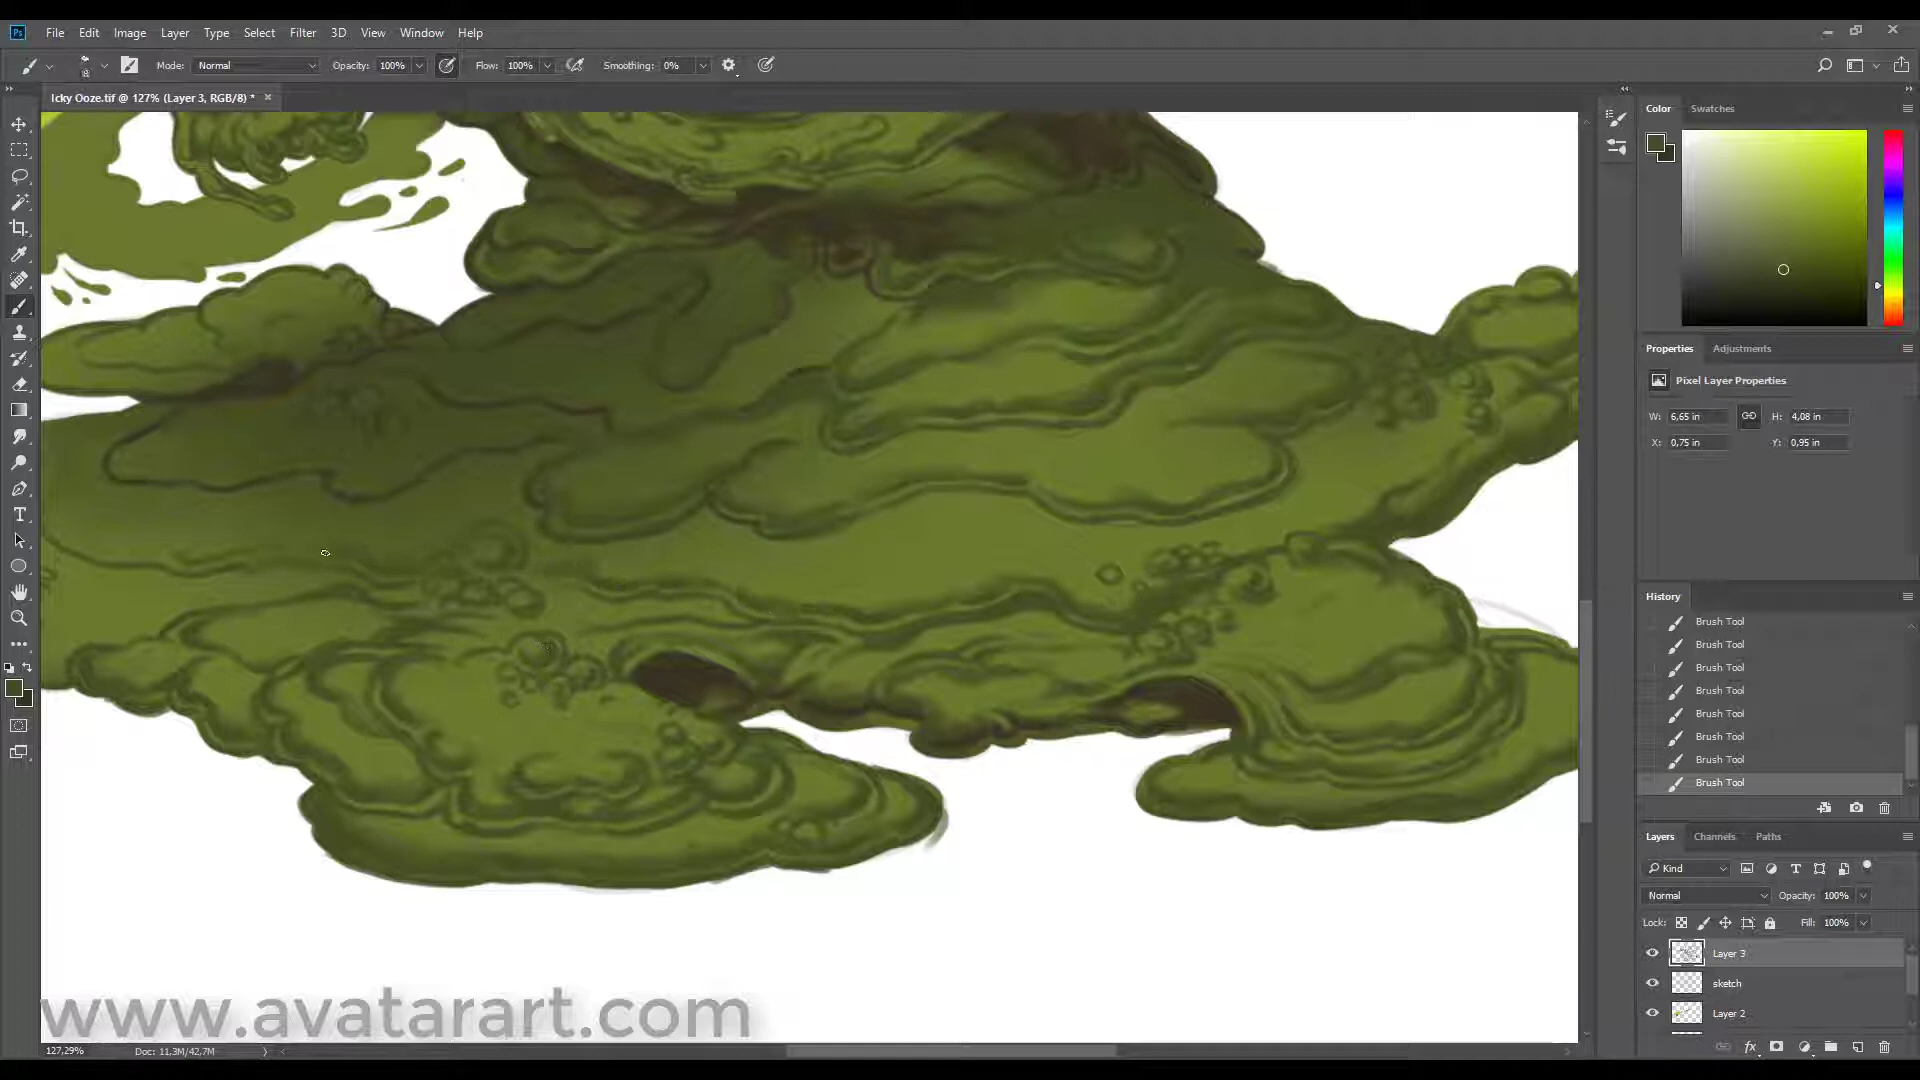 Ps File Edit Image Layer Type Select Filter 3D View Window Help
Mode: Normal Opacity: 100% Flow: 100% Smoothing: 0%
Icky Ooze.tif @ 127% (Layer 3, RGB/8) *
Color Swatches
Properties Adjustments
Pixel Layer Properties
W: 6,65 in H: 4,08 in
X: 0,75 in Y: 0,95 in
History
Brush Tool
Brush Tool
Brush Tool
Brush Tool
Brush Tool
Brush Tool
Brush Tool
Brush Tool
Layers Channels Paths
Kind
Normal Opacity: 100%
Lock: Fill: 100%
Layer 3
sketch
Layer 2
www.avatarart.com
127,29% Doc: 11,3M/42,7M